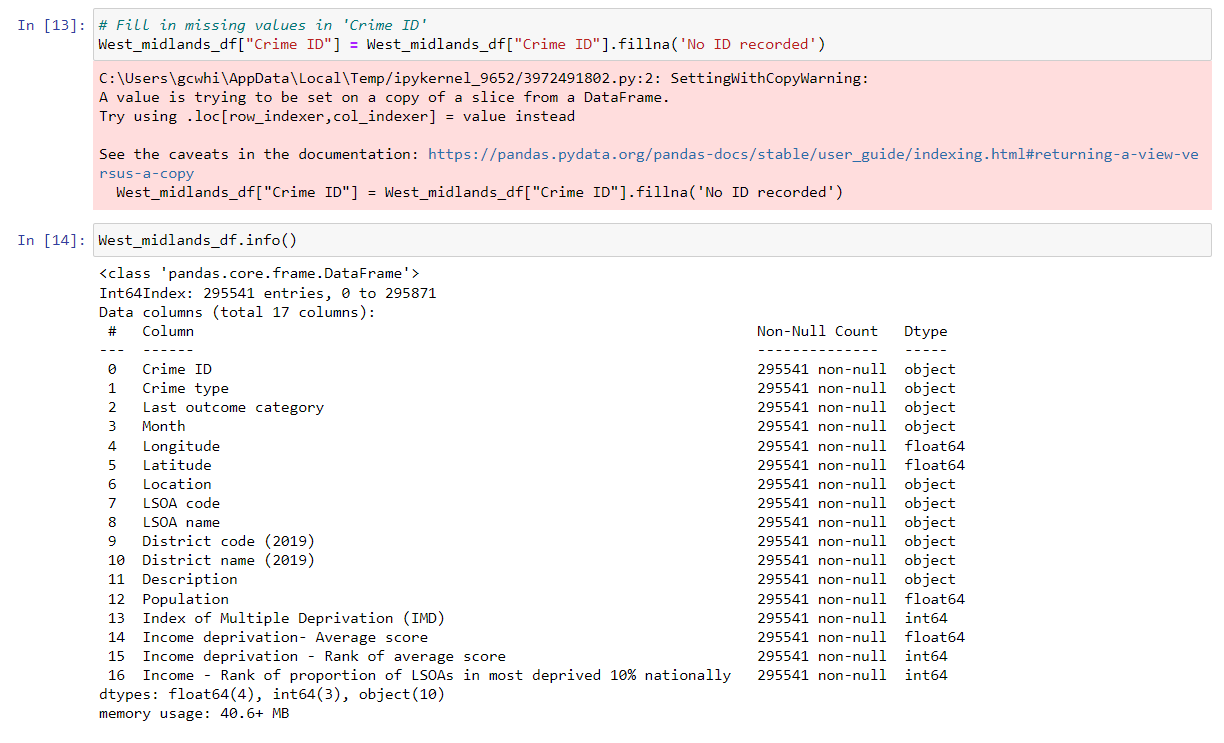 In [13]: # Fill in missing values in 'Crime ID'
West_midlands_df["Crime ID"] = West_midlands_df["Crime ID"].fillna('No ID recorded')
C:\Users\gcwhi\AppData\Local\Temp/ipykernel_9652/3972491802.py:2: SettingWithCopyWarning:
A value is trying to be set on a copy of a slice from a DataFrame.
Try using .loc[row_indexer,col_indexer] = value instead
See the caveats in the documentation: https://pandas.pydata.org/pandas-docs/stable/user_guide/indexing.html#returning-a-view-ve
rsus-a-copy
West_midlands_df["Crime ID"] = West_midlands_df["Crime ID"].fillna('No ID recorded')
In [14]: West_midlands_df.info()
<class 'pandas.core.frame.DataFrame'>
Int64Index: 295541 entries, 0 to 295871
Data columns (total 17 columns):
# Column Non-Null Count Dtype
--- ------ -------------- -----
0 Crime ID 295541 non-null object
1 Crime type 295541 non-null object
2 Last outcome category 295541 non-null object
3 Month 295541 non-null object
4 Longitude 295541 non-null float64
5 Latitude 295541 non-null float64
6 Location 295541 non-null object
7 LSOA code 295541 non-null object
8 LSOA name 295541 non-null object
9 District code (2019) 295541 non-null object
10 District name (2019) 295541 non-null object
11 Description 295541 non-null object
12 Population 295541 non-null float64
13 Index of Multiple Deprivation (IMD) 295541 non-null int64
14 Income deprivation- Average score 295541 non-null float64
15 Income deprivation - Rank of average score 295541 non-null int64
16 Income - Rank of proportion of LSOAs in most deprived 10% nationally 295541 non-null int64
dtypes: float64(4), int64(3), object(10)
memory usage: 40.6+ MB